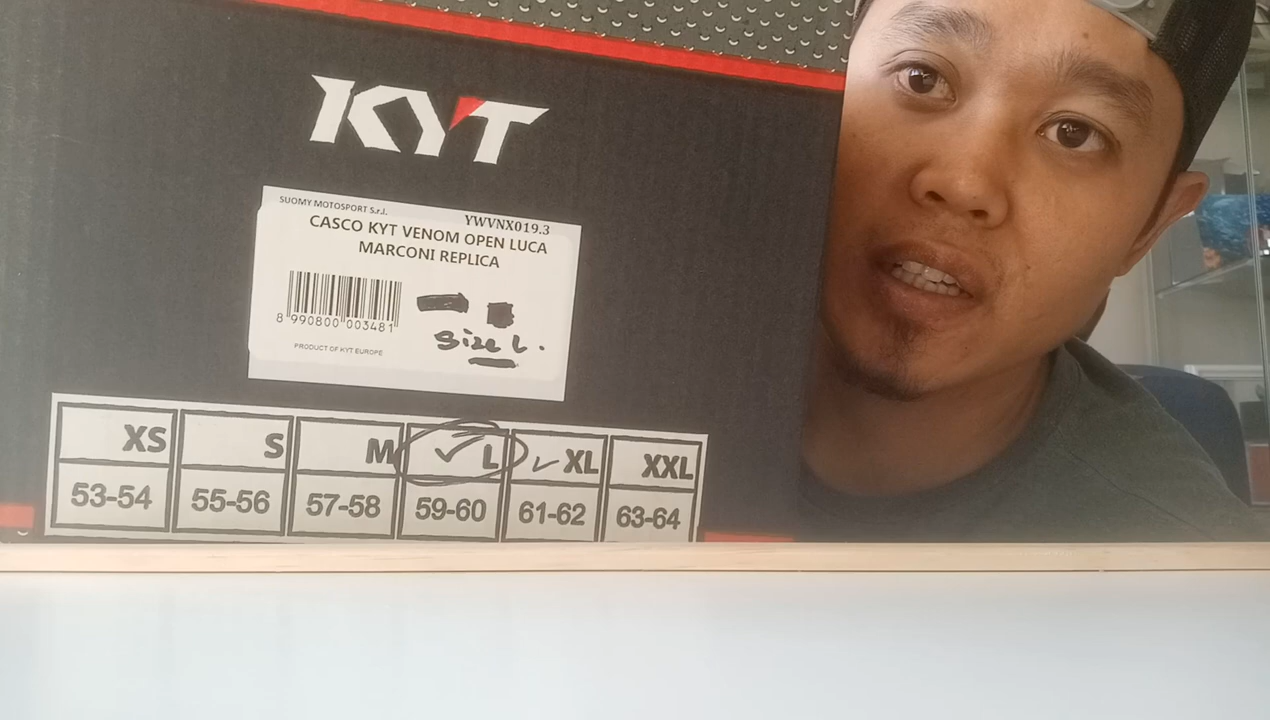 KYT
SUOMY MOTOSPORT S.r.l.
YWVNX019.3
CASCO KYT VENOM OPEN LUCA
MARCONI REPLICA
8 990800 003481
size L.
PRODUCT OF KYT EUROPE
XS S M L XL XXL
53-54 55-56 57-58 59-60 61-62 63-64